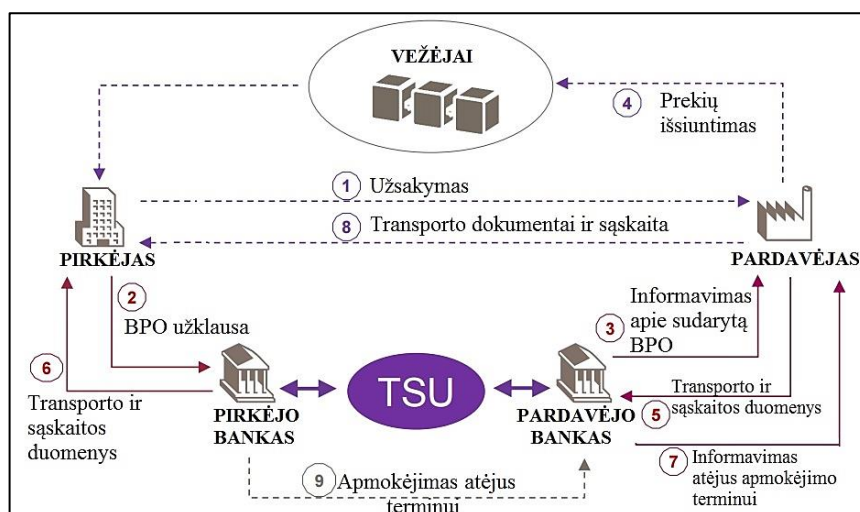 VEŽĖJAI
4
Prekių
išsiuntimas
1 Užsakymas
8 Transporto dokumentai ir sąskaita
PIRKĖJAS
PARDAVĖJAS
2
BPO užklausa
3
Informavimas
apie sudarytą
BPO
6
Transporto ir
sąskaitos
duomenys
TSU
PIRKĖJO
BANKAS
PARDAVĖJO
BANKAS
5
Transporto ir
sąskaitos duomenys
7
Informavimas
atėjus apmokėjimo
terminui
9 Apmokėjimas atėjus
terminui